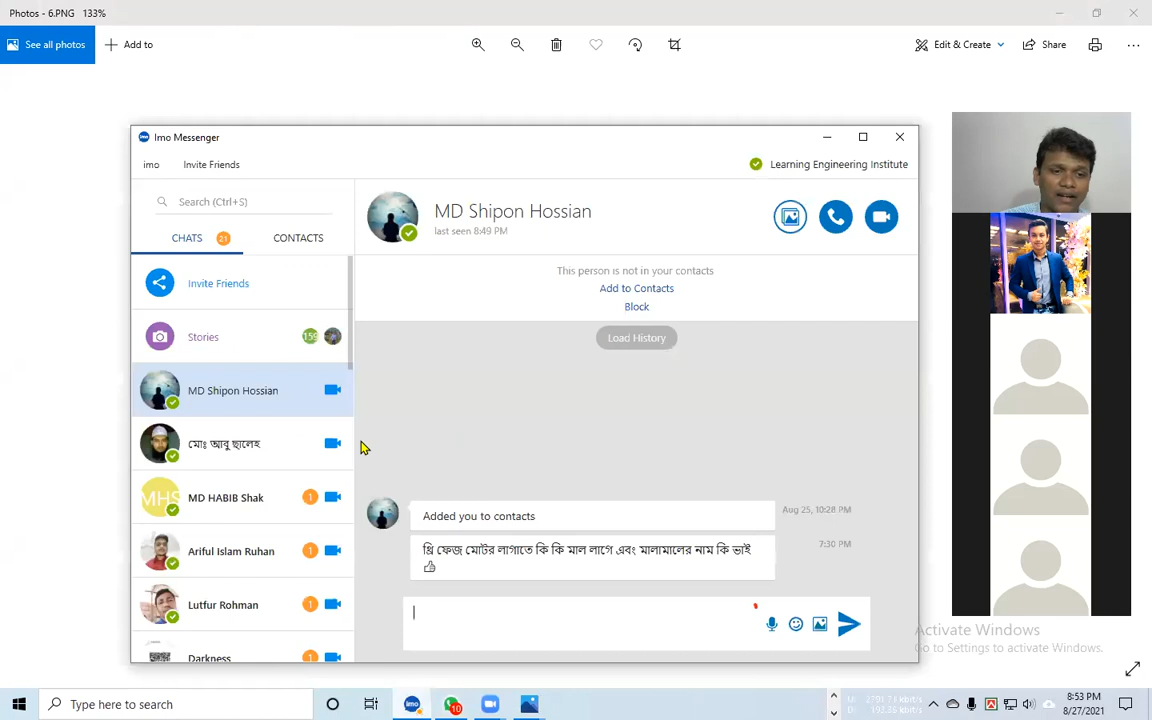 Photos - 6.PNG 133%
See all photos
Add to
Edit & Create
Share
imo Messenger
imo
Invite Friends
Learning Engineering Institute
Search (Ctrl+S)
CHATS 21
CONTACTS
Invite Friends
Stories 159
MD Shipon Hossian
মোঃ আবু ছালেহ
MHS MD HABIB Shak 1
Ariful Islam Ruhan 1
Lutfur Rohman 1
Darkness 1
MD Shipon Hossian
last seen 8:49 PM
This person is not in your contacts
Add to Contacts
Block
Load History
Added you to contacts
Aug 25, 10:28 PM
থ্রি ফেজ মোটর লাগাতে কি কি মাল লাগে এবং মালামালের নাম কি ভাই
7:30 PM
Activate Windows
Go to Settings to activate Windows.
Type here to search
imo
10
8:53 PM
8/27/2021